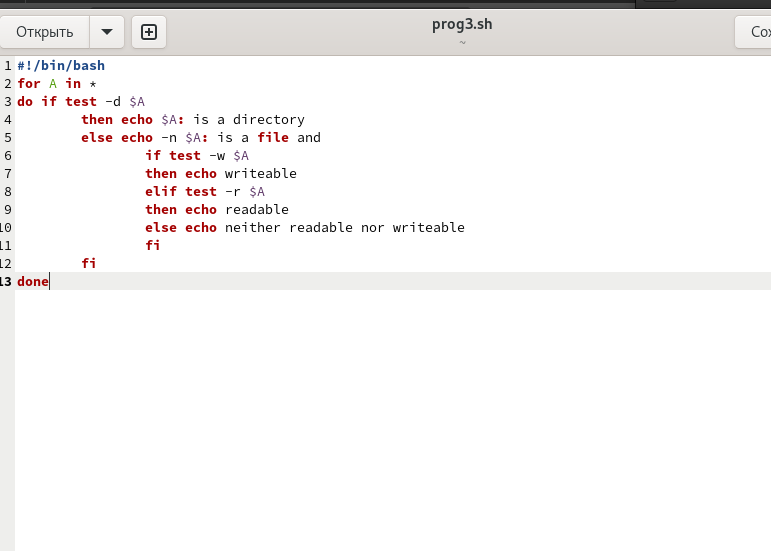 Открыть
prog3.sh
~
Сох
1 #!/bin/bash
2 for A in *
3 do if test -d $A
4 then echo $A: is a directory
5 else echo -n $A: is a file and
6 if test -w $A
7 then echo writeable
8 elif test -r $A
9 then echo readable
10 else echo neither readable nor writeable
11 fi
12 fi
13 done